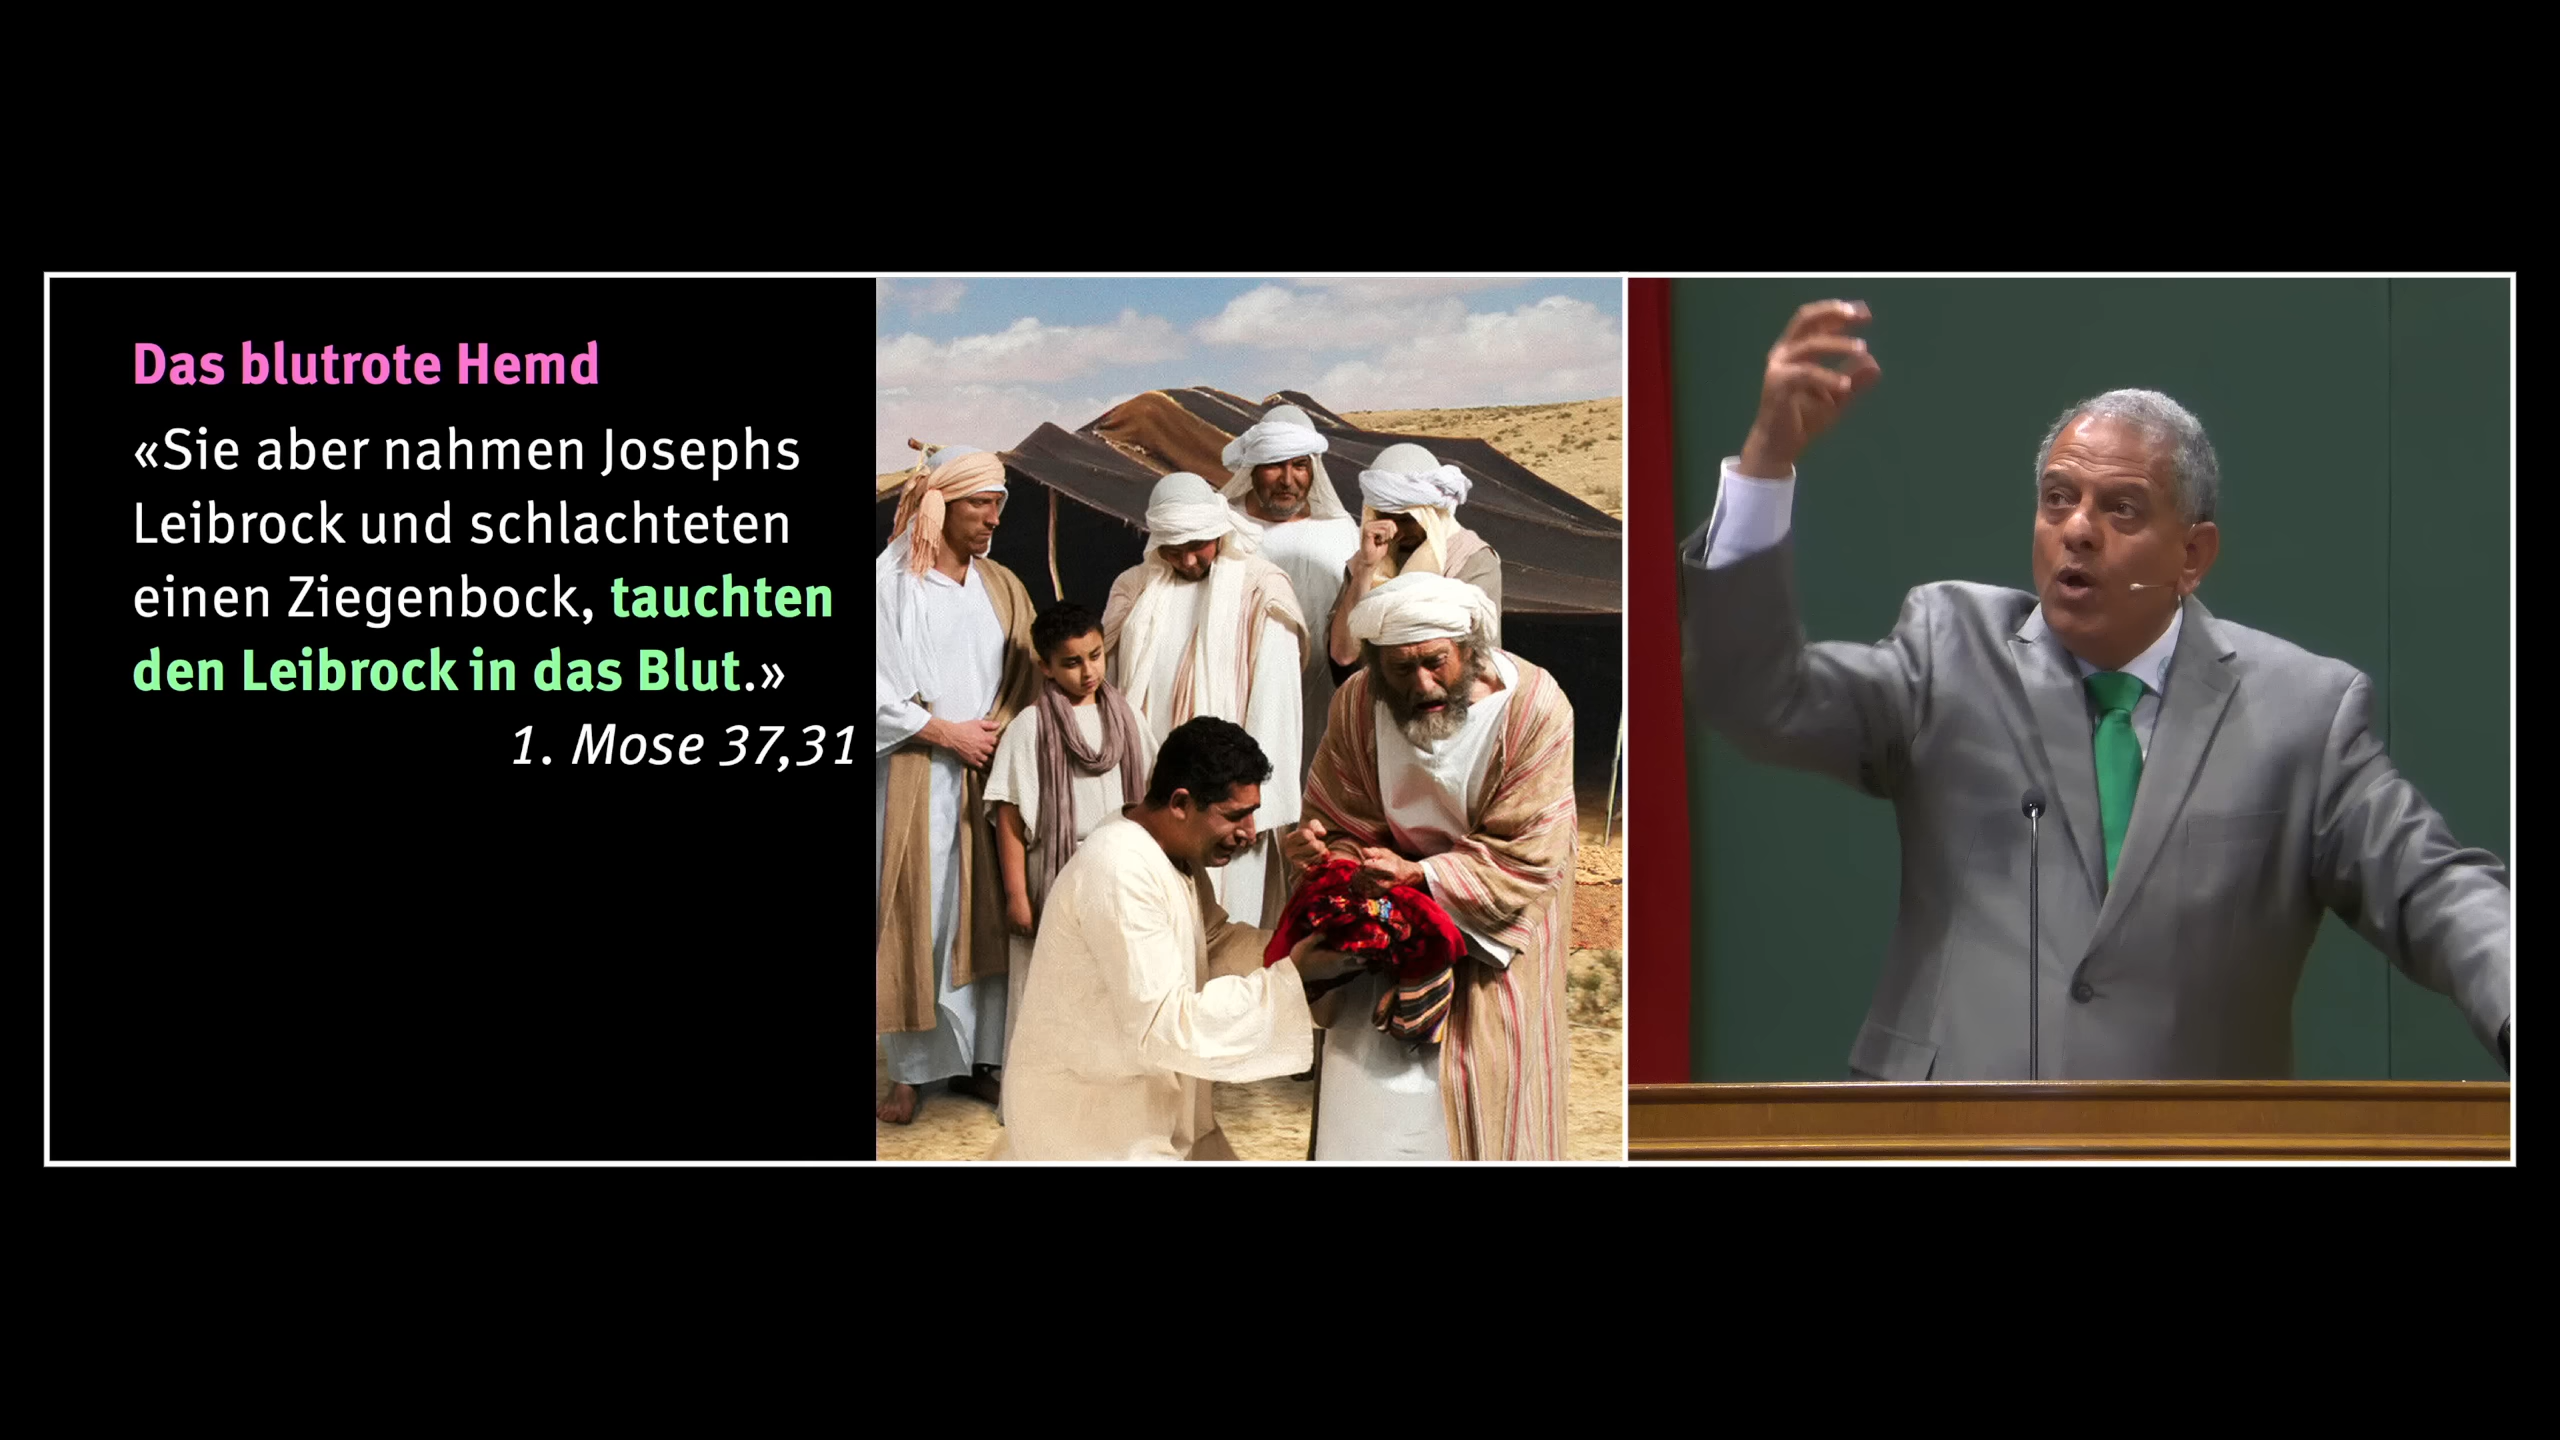 Das blutrote Hemd
«Sie aber nahmen Josephs
Leibrock und schlachteten
einen Ziegenbock, tauchten
den Leibrock in das Blut.»
1. Mose 37,31